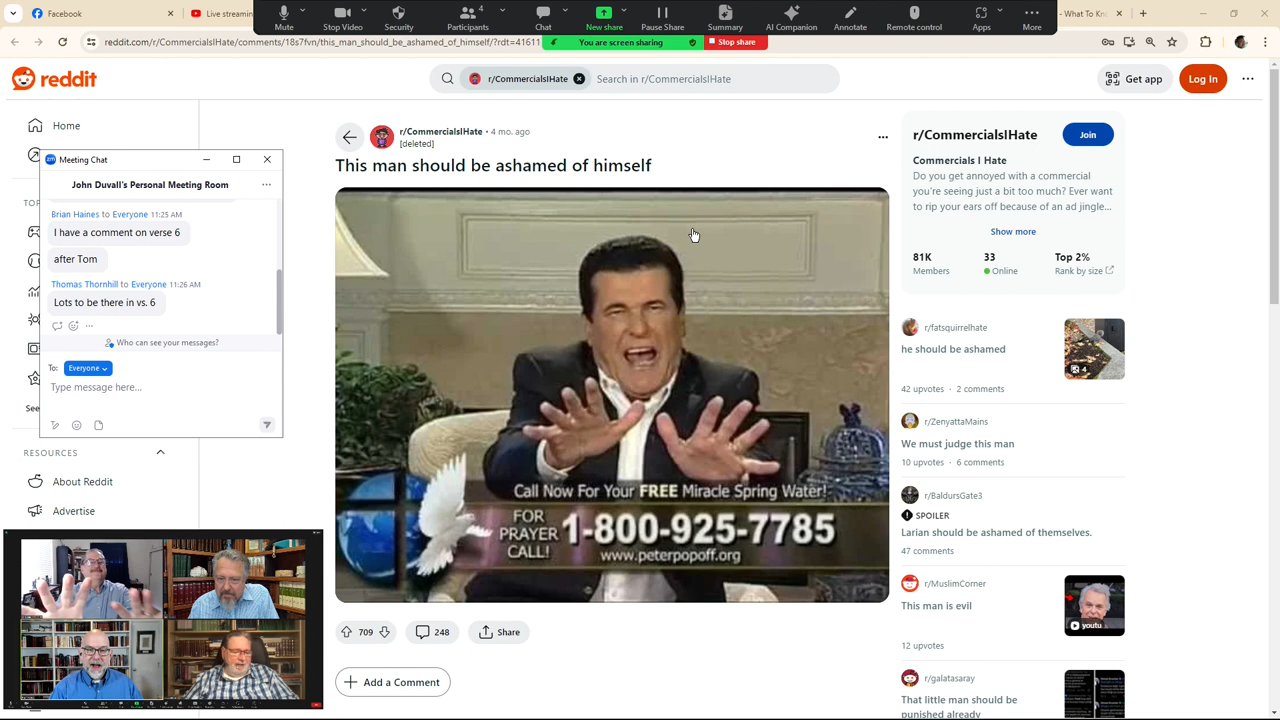 Facebook
What To Kn
Mute
Stop Video
Security
Participants
4
Chat
New share
Pause Share
Summary
AI Companion
Annotate
Remote control
Apps
More
reddit.com/r/CommercialsIHate/comments/18s7fvn/this_man_should_be_ashamed_of_himself/?rdt=41611
You are screen sharing
Stop share
reddit
r/CommercialsIHate
Search in r/CommercialsIHate
Get app
Log In
Home
Meeting Chat
John Duvall's Personal Meeting Room
Brian Haines to Everyone 11:25 AM
I have a comment on verse 6
after Tom
Thomas Thornhill to Everyone 11:26 AM
Lots to be there in vs. 6
Who can see your messages?
To: Everyone
Type message here...
TOP
See
RESOURCES
About Reddit
Advertise
r/CommercialsIHate • 4 mo. ago
[deleted]
This man should be ashamed of himself
Call Now For Your FREE Miracle Spring Water!
FOR
PRAYER
CALL!
1-800-925-7785
www.peterpopoff.org
709
248
Share
Add a Comment
r/CommercialsIHate
Join
Commercials I Hate
Do you get annoyed with a commercial
you're seeing just a bit too much? Ever want
to rip your ears off because of an ad jingle...
Show more
81K
Members
33
Online
Top 2%
Rank by size
r/fatsquirrelhate
he should be ashamed
4
42 upvotes · 2 comments
r/ZenyattaMains
We must judge this man
10 upvotes · 6 comments
r/BaldursGate3
SPOILER
Larian should be ashamed of themselves.
47 comments
r/MuslimCorner
This man is evil
youtu
12 upvotes
r/galatasaray
That little man should be
punished already